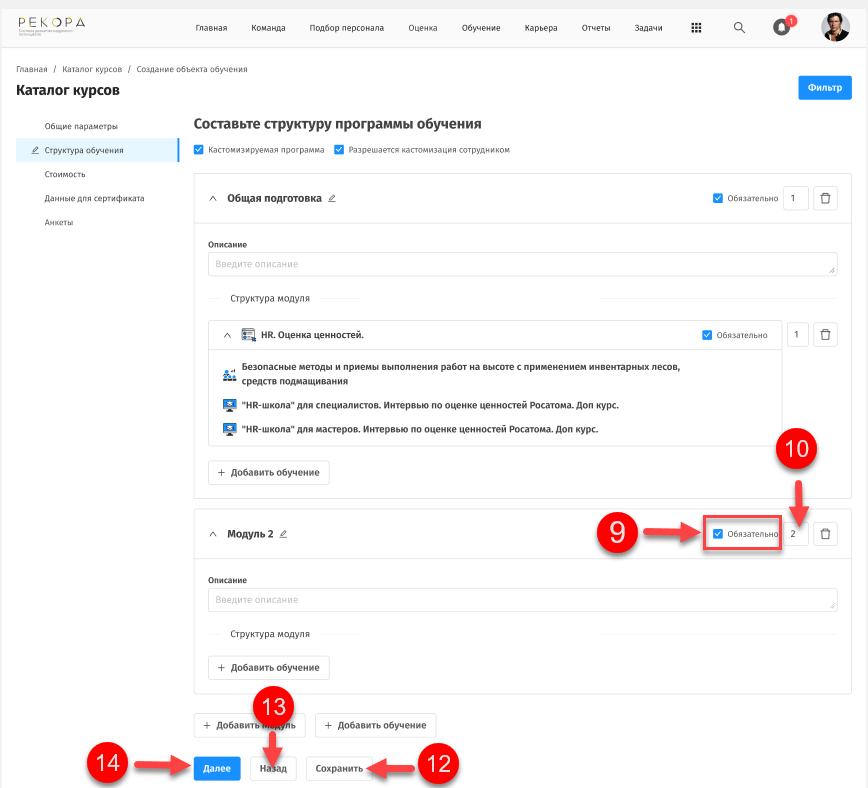 РЕКОРА
Главная Команда Подбор персонала Оценка Обучение Карьера Отчеты Задачи 1
Главная / Каталог курсов / Создание объекта обучения
Каталог курсов
Фильтр
Общие параметры
Структура обучения
Стоимость
Данные для сертификата
Анкеты
Составьте структуру программы обучения
Кастомизируемая программа Разрешается кастомизация сотрудником
Общая подготовка Обязательно 1
Описание
Введите описание
Структура модуля
HR. Оценка ценностей. Обязательно 1
Безопасные методы и приемы выполнения работ на высоте с применением инвентарных лесов,
средств подмащивания
"HR-школа" для специалистов. Интервью по оценке ценностей Росатома. Доп курс.
"HR-школа" для мастеров. Интервью по оценке ценностей Росатома. Доп курс.
10
+ Добавить обучение
Модуль 2 9 Обязательно 2
Описание
Введите описание
Структура модуля
+ Добавить обучение
13
+ Добавить модуль + Добавить обучение
14 Далее Назад Сохранить 12